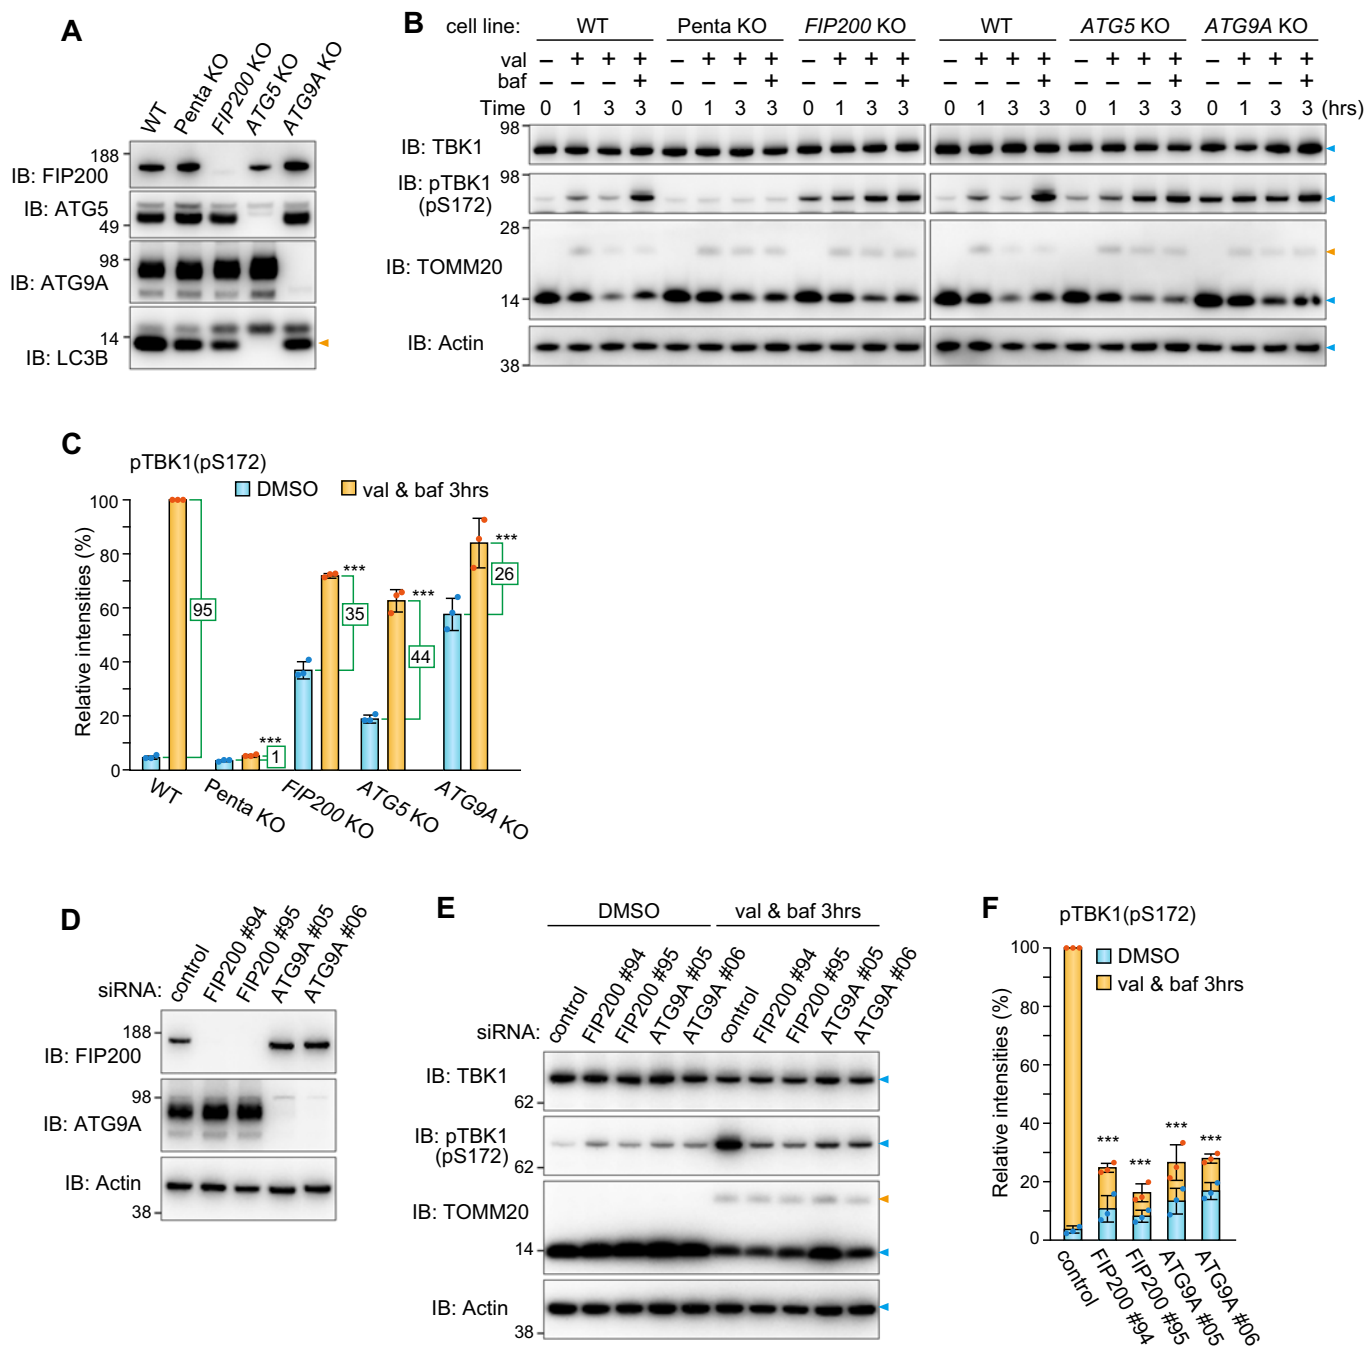 A
WT
Penta KO
FIP200 KO
ATG5 KO
ATG9A KO
188
IB: FIP200
IB: ATG5
49
98
IB: ATG9A
14
IB: LC3B
B
cell line: WT Penta KO FIP200 KO WT ATG5 KO ATG9A KO
val – + + + – + + + – + + + – + + + – + + + – + + +
baf – + – + – + – + – + – +
Time 0 1 3 3 0 1 3 3 0 1 3 3 0 1 3 3 0 1 3 3 0 1 3 3 (hrs)
98
IB: TBK1
98
IB: pTBK1
(pS172)
28
IB: TOMM20
14
IB: Actin
38
C
pTBK1(pS172)
DMSO val & baf 3hrs
Relative intensities (%)
100
80
60
40
20
0
95
***
1
***
35
***
44
***
26
WT
Penta KO
FIP200 KO
ATG5 KO
ATG9A KO
D
siRNA:
control
FIP200 #94
FIP200 #95
ATG9A #05
ATG9A #06
188
IB: FIP200
98
IB: ATG9A
IB: Actin
38
E
DMSO val & baf 3hrs
siRNA:
control
FIP200 #94
FIP200 #95
ATG9A #05
ATG9A #06
control
FIP200 #94
FIP200 #95
ATG9A #05
ATG9A #06
IB: TBK1
62
IB: pTBK1
(pS172)
62
IB: TOMM20
14
IB: Actin
38
F
pTBK1(pS172)
DMSO
val & baf 3hrs
Relative intensities (%)
100
80
60
40
20
0
***
***
***
***
control
FIP200 #94
FIP200 #95
ATG9A #05
ATG9A #06